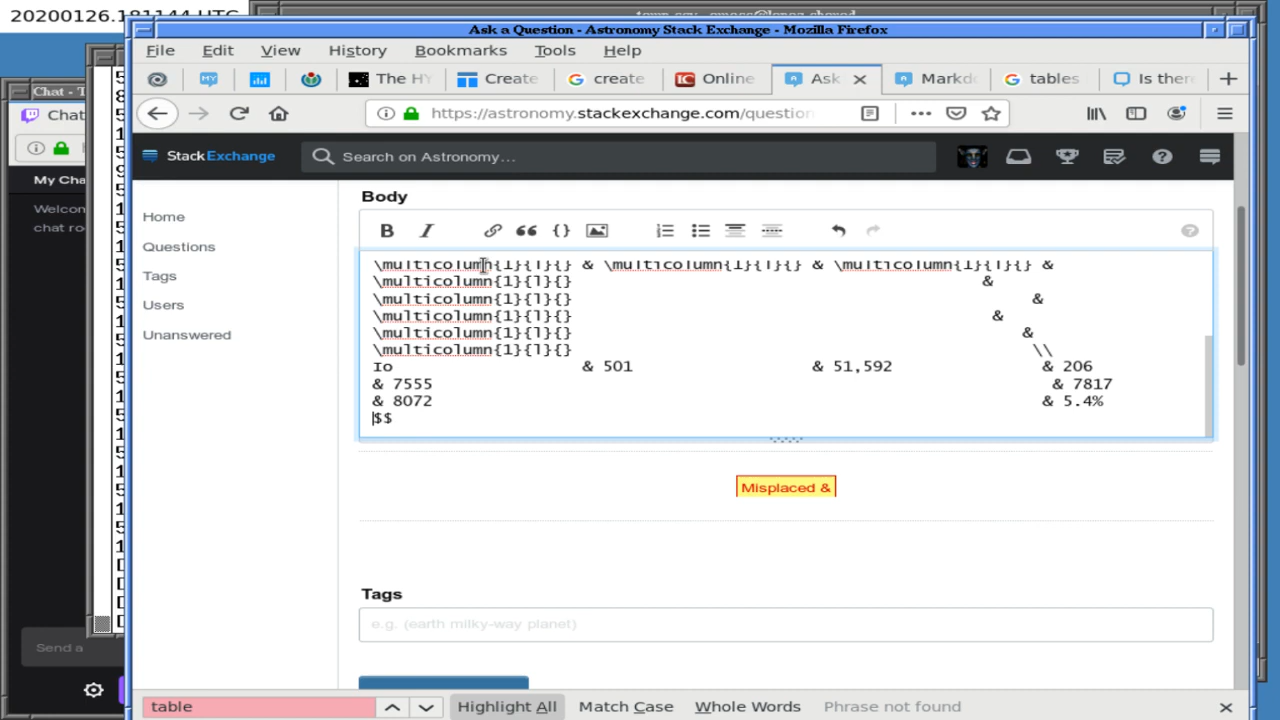 20200126.181144 UTC
Ask a Question - Astronomy Stack Exchange - Mozilla Firefox
File Edit View History Bookmarks Tools Help
Chat - T
The HY Create create Online Ask Markd tables Is ther
Chat
https://astronomy.stackexchange.com/question
StackExchange Search on Astronomy...
My Cha
Welcon
chat ro
Home
Questions
Tags
Users
Unanswered
Body
\multicolumn{1}{l}{} & \multicolumn{1}{l}{} & \multicolumn{1}{l}{} &
\multicolumn{1}{l}{} &
\multicolumn{1}{l}{} &
\multicolumn{1}{l}{} &
\multicolumn{1}{l}{} &
\multicolumn{1}{l}{} \\
Io & 501 & 51,592 & 206
& 7555 & 7817
& 8072 & 5.4%
$$
Misplaced &
Tags
e.g. (earth milky-way planet)
Send a
table Highlight All Match Case Whole Words Phrase not found